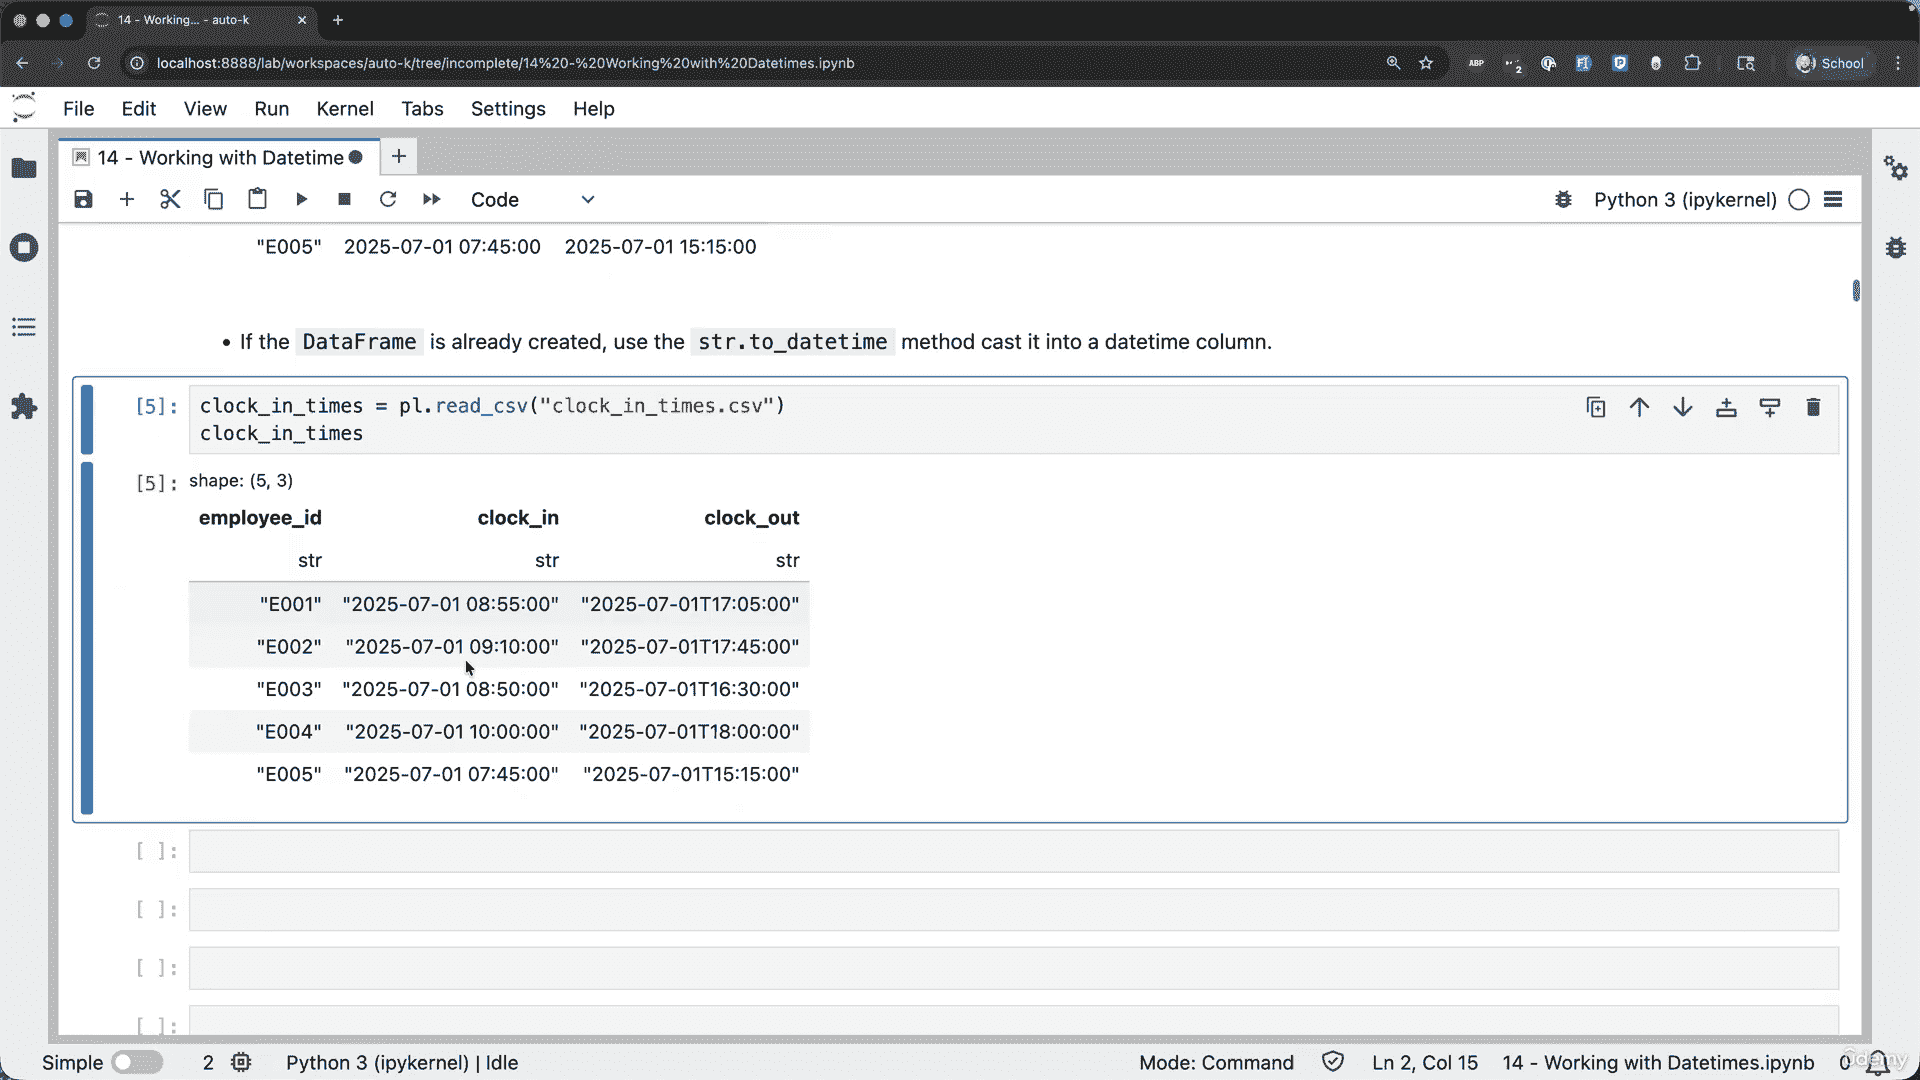 14 - Working... - auto-k
localhost:8888/lab/workspaces/auto-k/tree/incomplete/14%20-%20Working%20with%20Datetimes.ipynb
ABP
2
School
File Edit View Run Kernel Tabs Settings Help
14 - Working with Datetime
Code
Python 3 (ipykernel)
"E005" 2025-07-01 07:45:00 2025-07-01 15:15:00
• If the DataFrame is already created, use the str.to_datetime method cast it into a datetime column.
[5]: clock_in_times = pl.read_csv("clock_in_times.csv")
clock_in_times
[5]: shape: (5, 3)
employee_id clock_in clock_out
str str str
"E001" "2025-07-01 08:55:00" "2025-07-01T17:05:00"
"E002" "2025-07-01 09:10:00" "2025-07-01T17:45:00"
"E003" "2025-07-01 08:50:00" "2025-07-01T16:30:00"
"E004" "2025-07-01 10:00:00" "2025-07-01T18:00:00"
"E005" "2025-07-01 07:45:00" "2025-07-01T15:15:00"
[ ]:
[ ]:
[ ]:
[ ]:
Simple 2 Python 3 (ipykernel) | Idle Mode: Command Ln 2, Col 15 14 - Working with Datetimes.ipynb 0
udemy